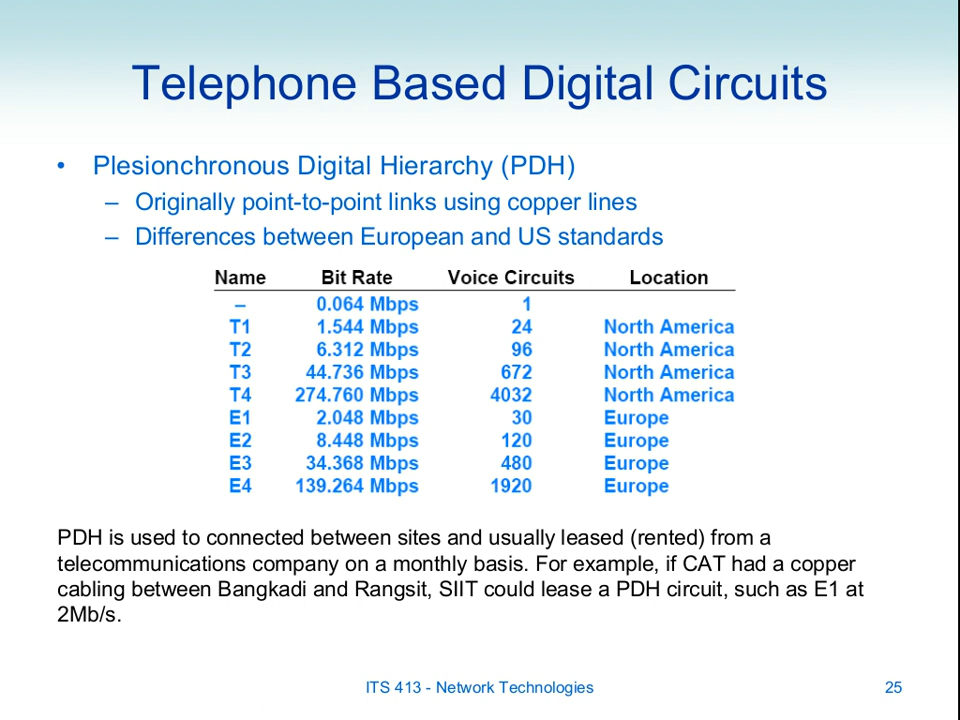 Telephone Based Digital Circuits
• Plesionchronous Digital Hierarchy (PDH)
– Originally point-to-point links using copper lines
– Differences between European and US standards
Name Bit Rate Voice Circuits Location
– 0.064 Mbps 1
T1 1.544 Mbps 24 North America
T2 6.312 Mbps 96 North America
T3 44.736 Mbps 672 North America
T4 274.760 Mbps 4032 North America
E1 2.048 Mbps 30 Europe
E2 8.448 Mbps 120 Europe
E3 34.368 Mbps 480 Europe
E4 139.264 Mbps 1920 Europe
PDH is used to connected between sites and usually leased (rented) from a
telecommunications company on a monthly basis. For example, if CAT had a copper
cabling between Bangkadi and Rangsit, SIIT could lease a PDH circuit, such as E1 at
2Mb/s.
ITS 413 - Network Technologies 25